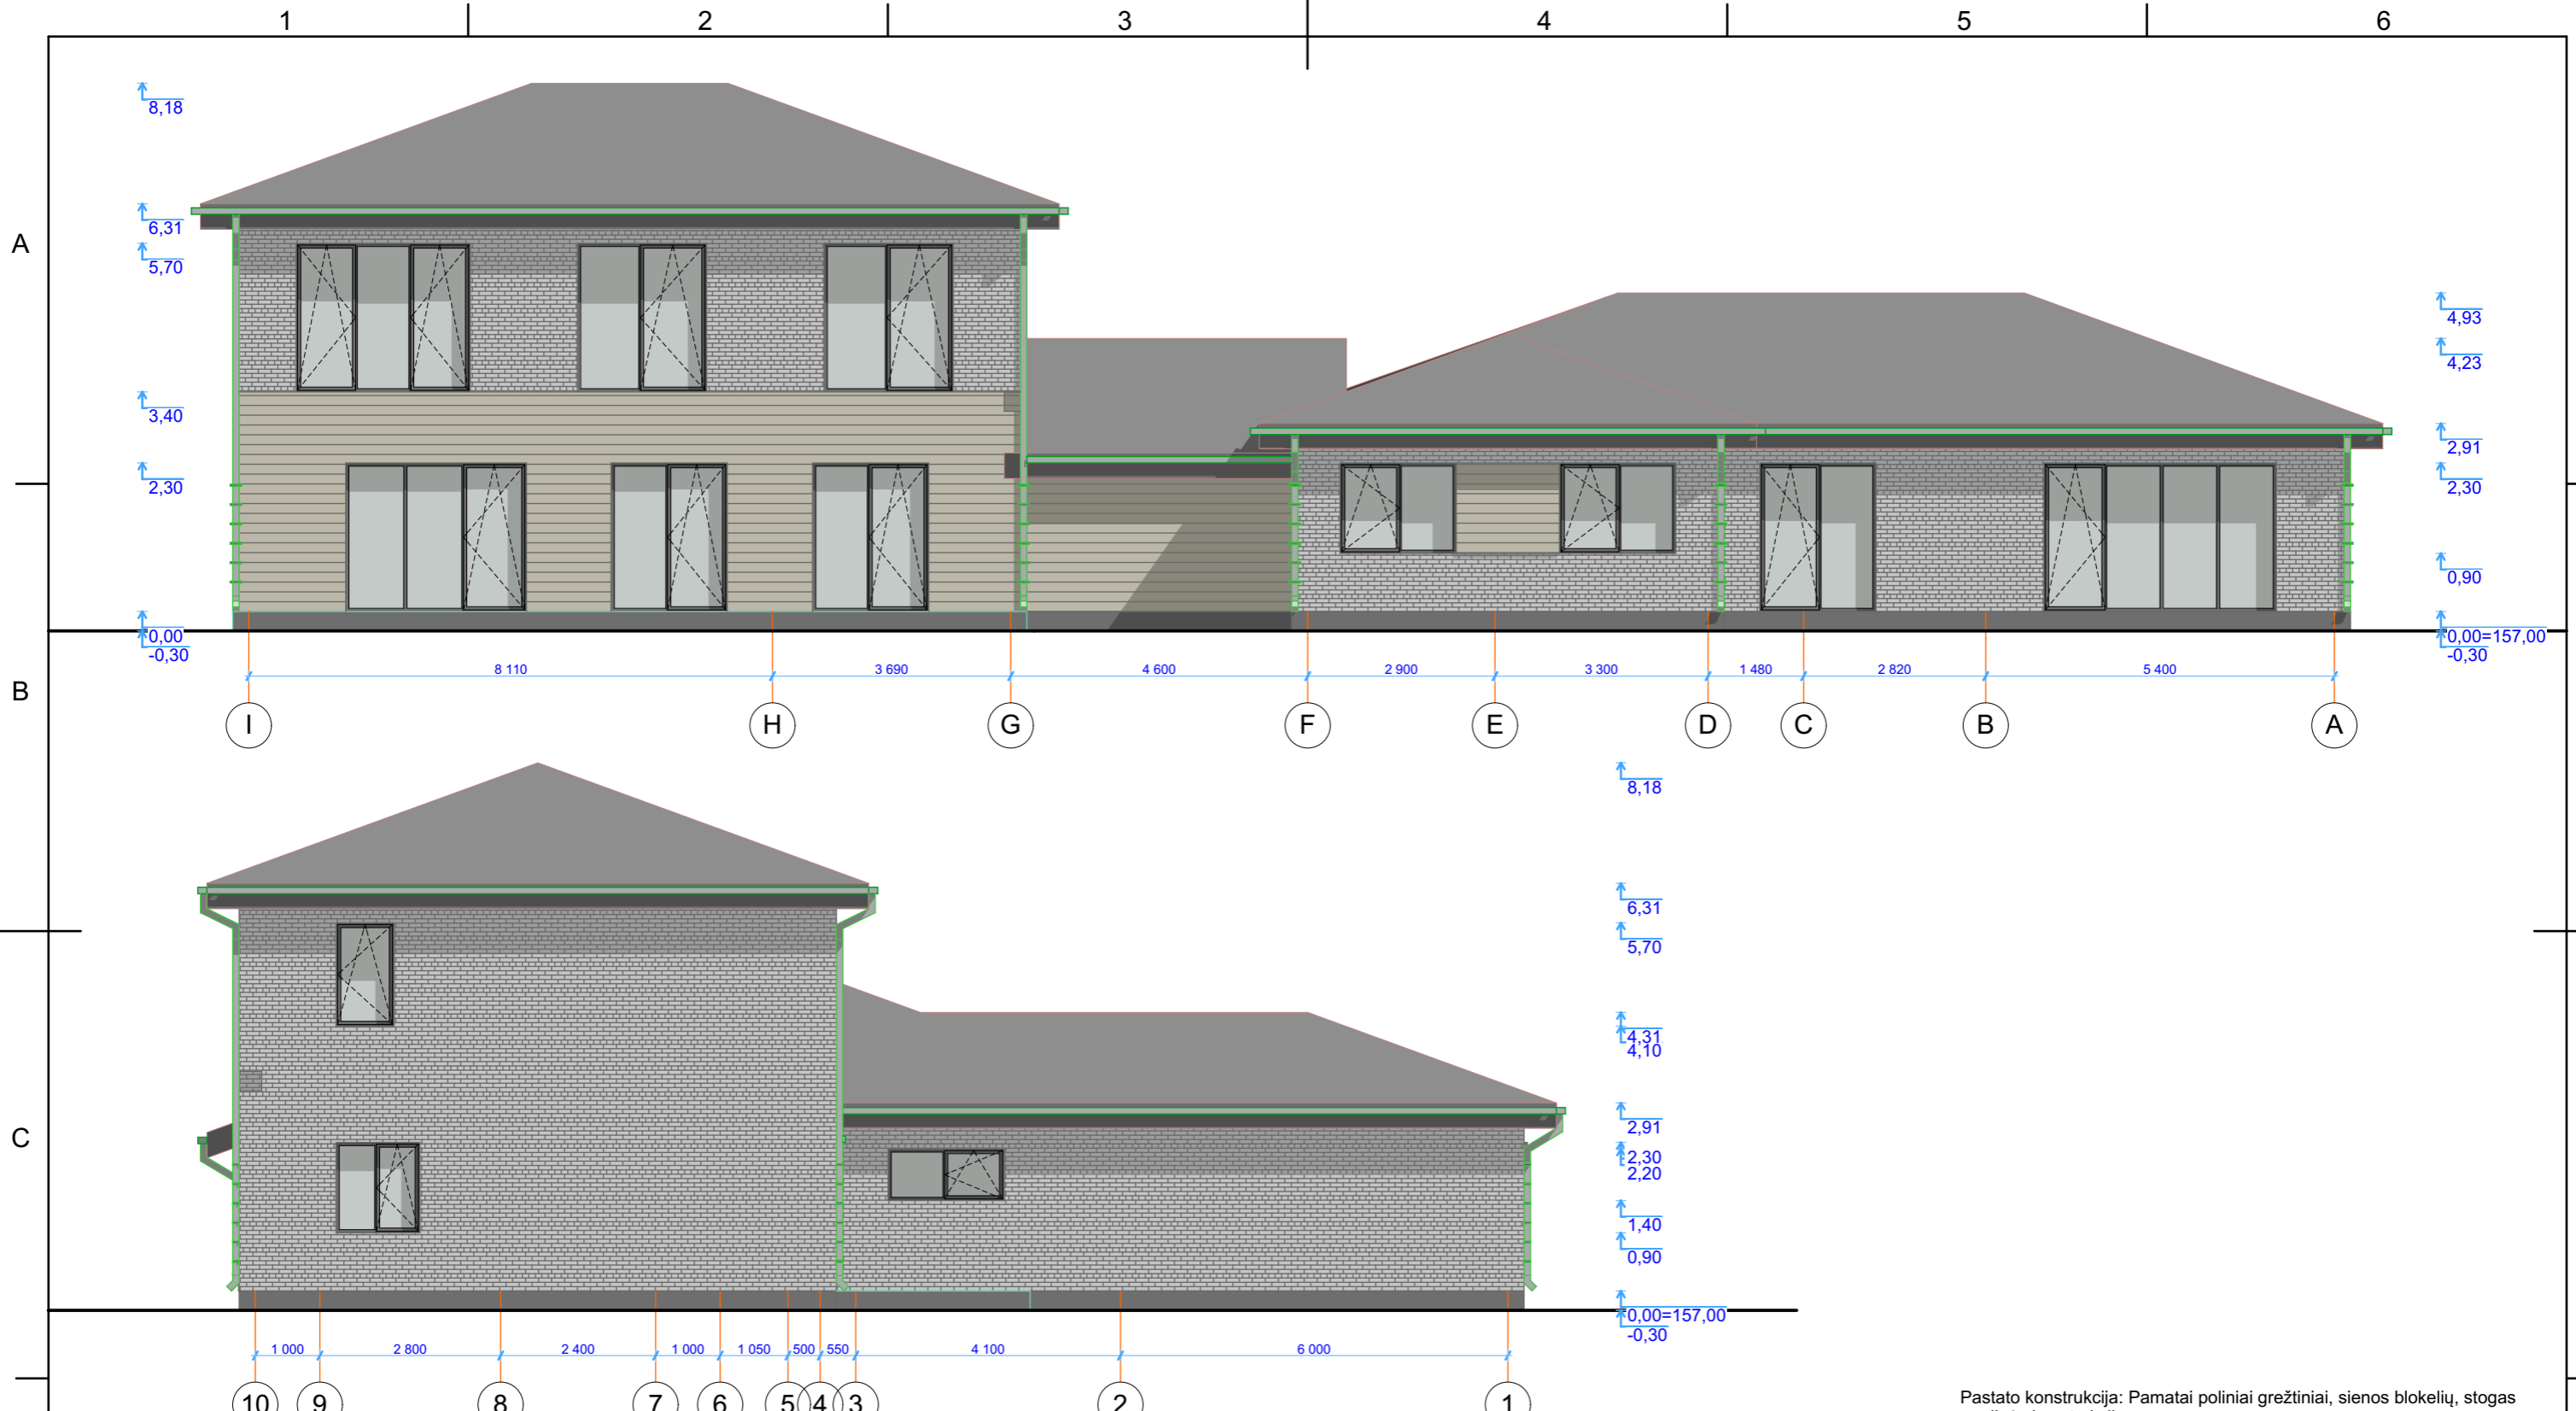 1 2 3 4 5 6
A
B
C
8,18
6,31
5,70
3,40
2,30
0,00
-0,30
4,93
4,23
2,91
2,30
0,90
0,00=157,00
-0,30
8 110 3 690 4 600 2 900 3 300 1 480 2 820 5 400
I H G F E D C B A
8,18
6,31
5,70
4,31
4,10
2,91
2,30
2,20
1,40
0,90
0,00=157,00
-0,30
1 000 2 800 2 400 1 000 1 050 500 550 4 100 6 000
10 9 8 7 6 5 4 3 2 1
Pastato konstrukcija: Pamatai poliniai grežtiniai, sienos blokelių, stogas